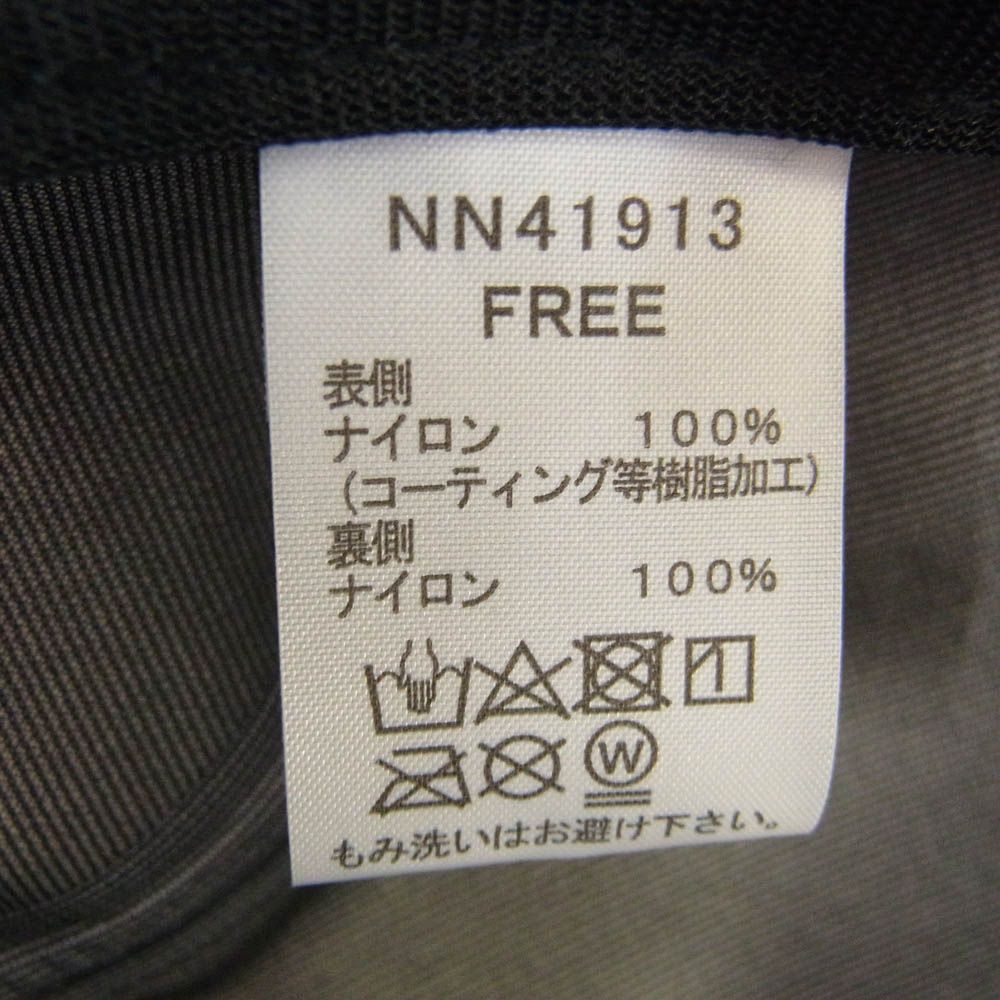 NN41913
FREE
表側
ナイロン 100%
(コーティング等樹脂加工)
裏側
ナイロン 100%
W
もみ洗いはお避け下さい。